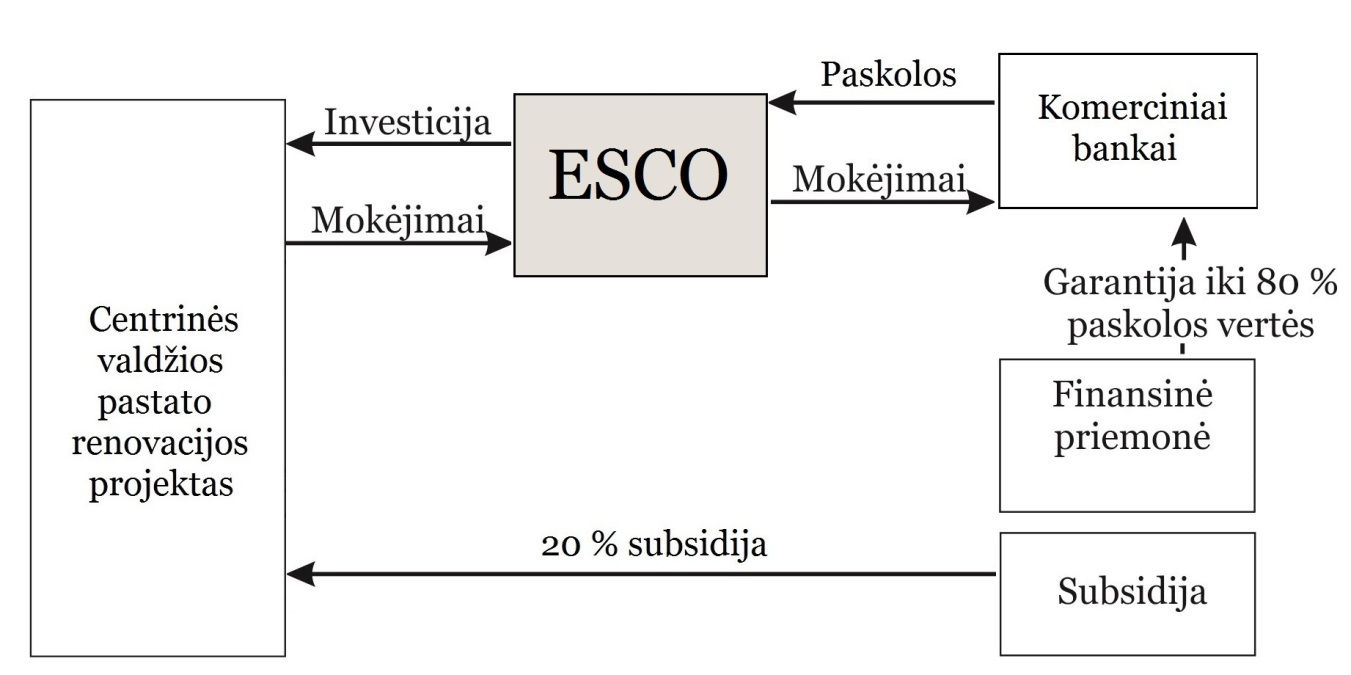 Paskolos
Komerciniai
bankai
Investicija
ESCO
Mokėjimai
Mokėjimai
Garantija iki 80 %
paskolos vertės
Centrinės
valdžios
pastato
renovacijos
projektas
Finansinė
priemonė
20 % subsidija
Subsidija